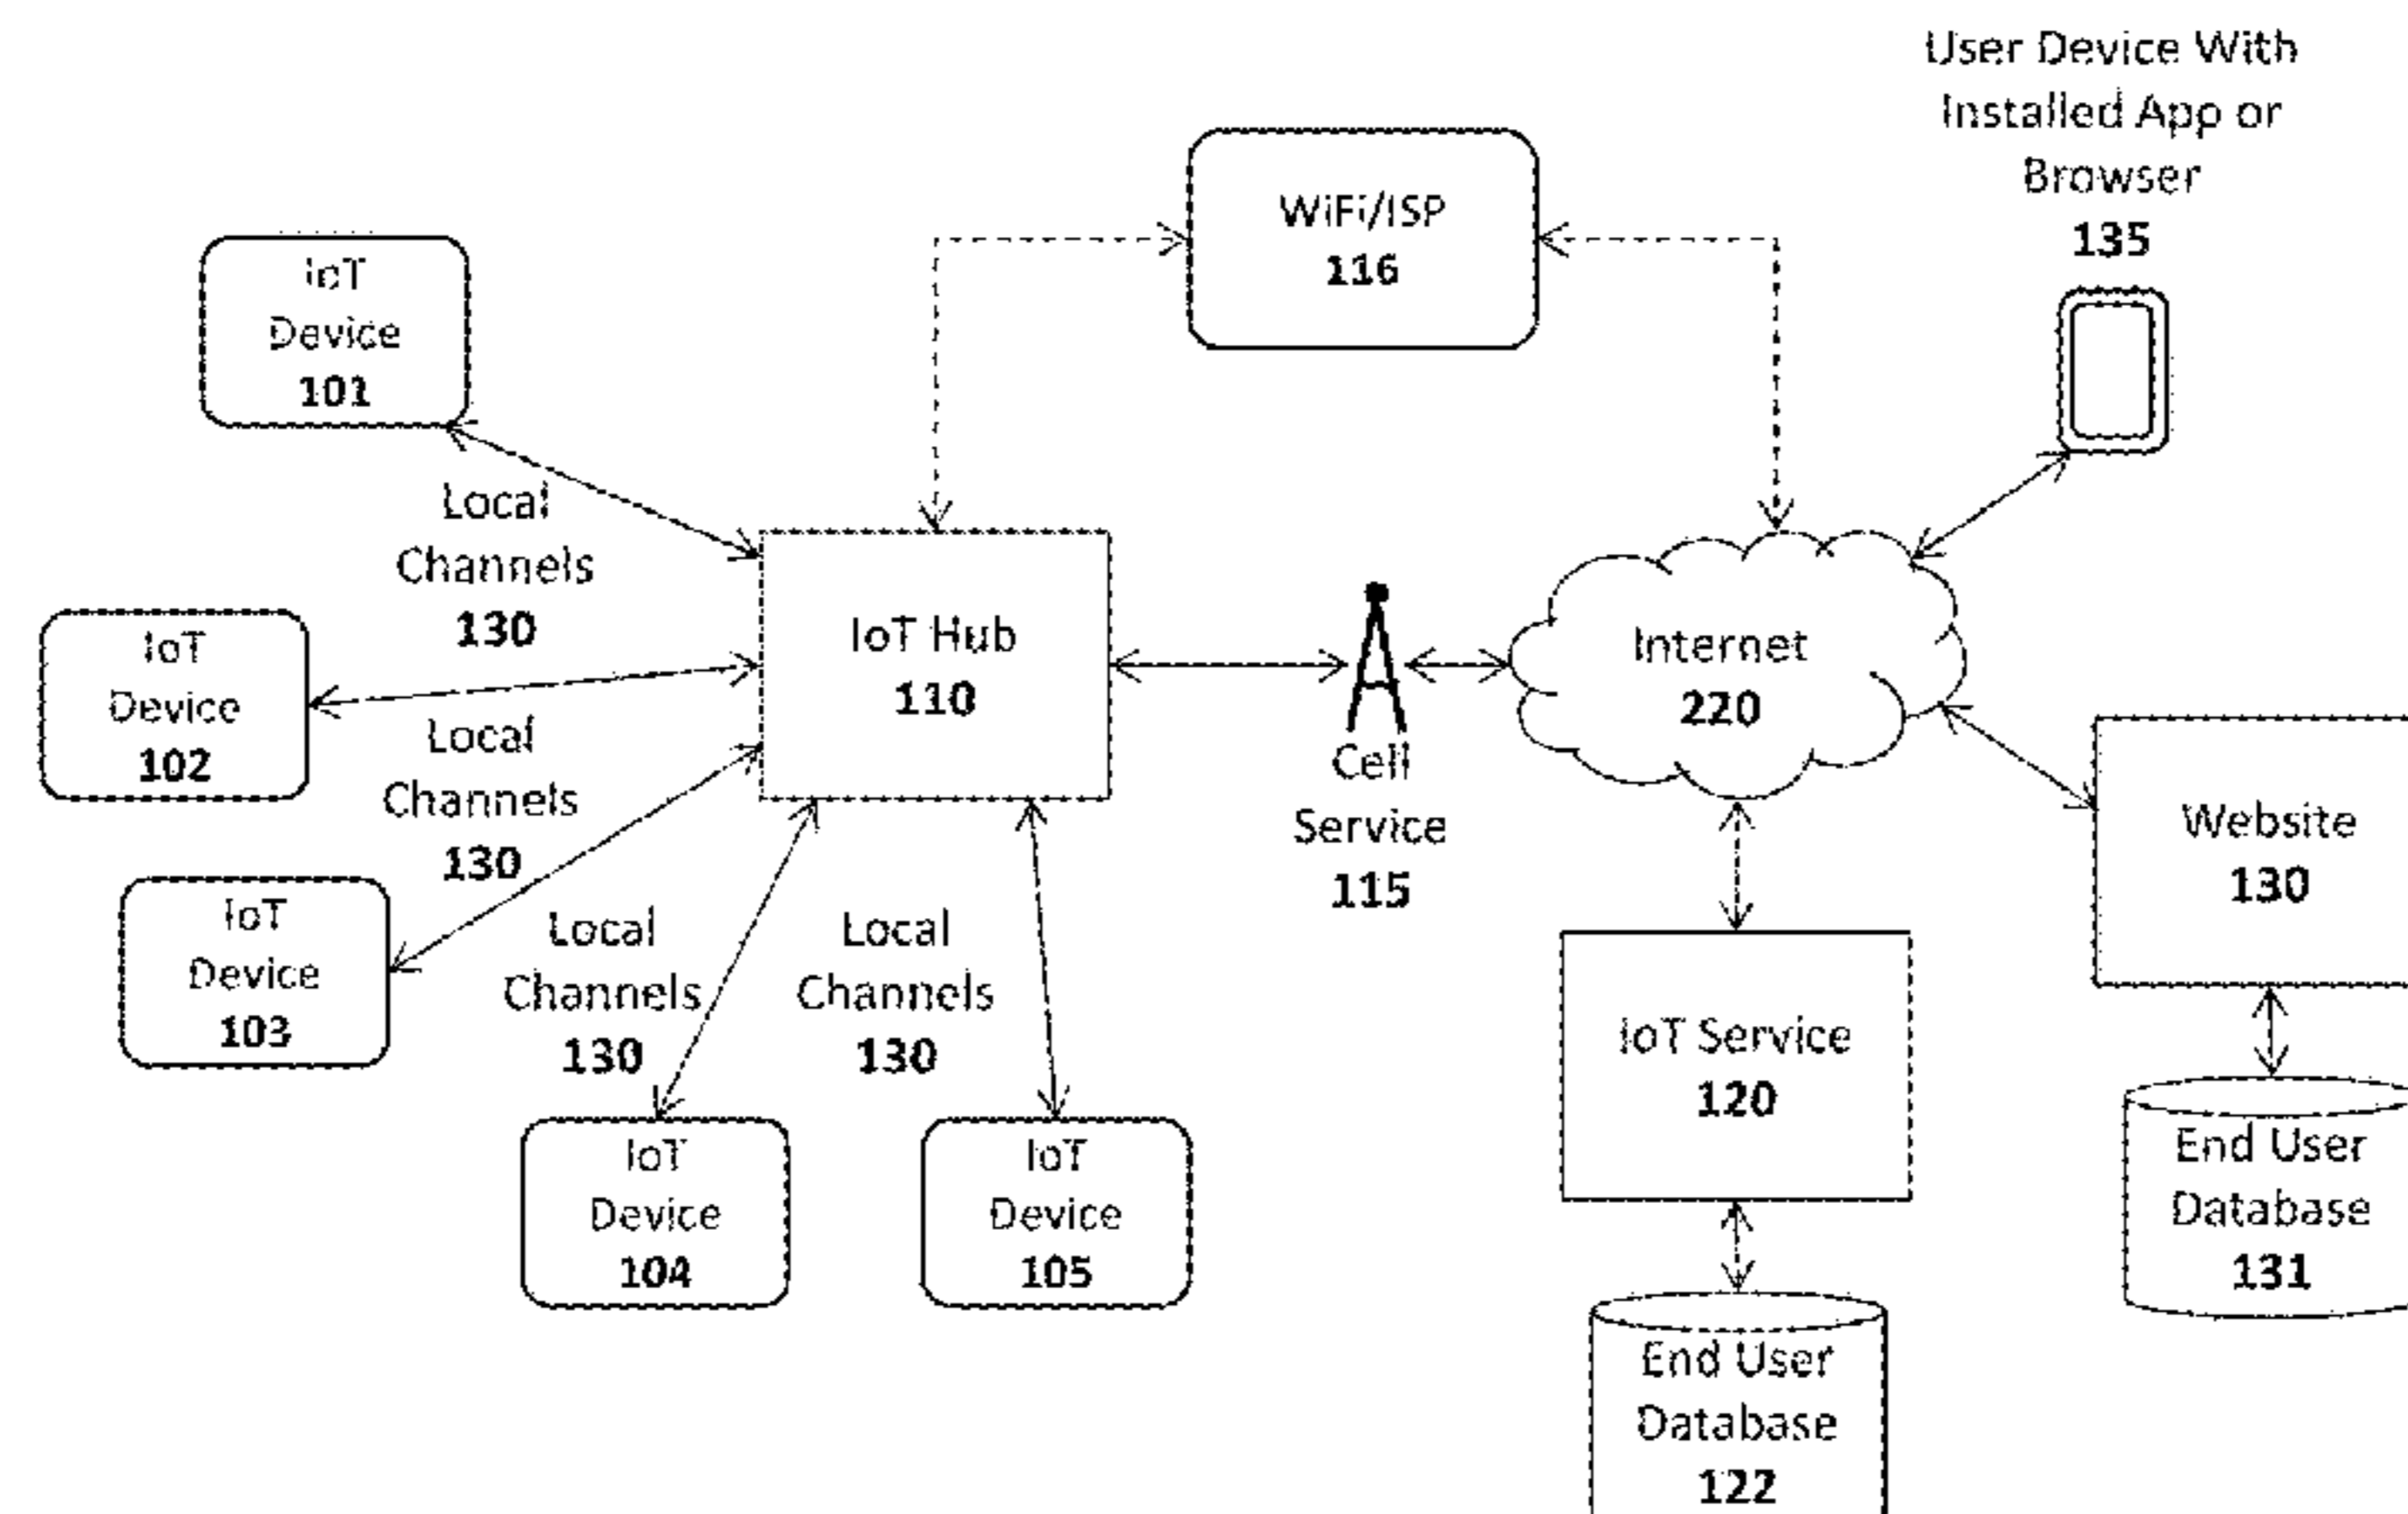 User Device With
Installed App or
Browser
135
WiFi/ISP
116
IoT
Device
101
Local
Channels
130
IoT Hub
110
Internet
220
IoT
Device
102
Local
Channels
130
Cell
Service
115
Website
130
IoT
Device
103
Local
Channels
130
Local
Channels
130
IoT Service
120
IoT
Device
104
IoT
Device
105
End User
Database
131
End User
Database
122